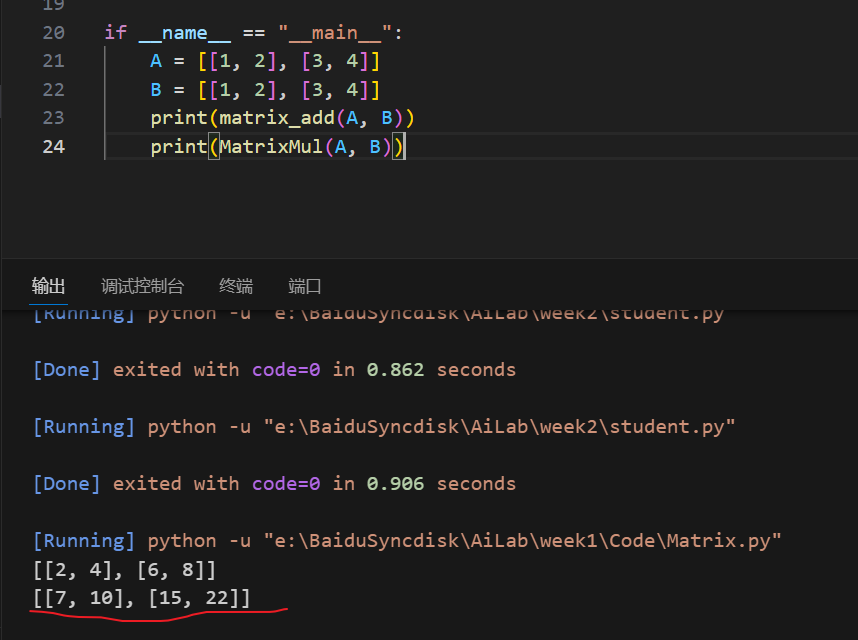 19
20 if __name__ == "__main__":
21 A = [[1, 2], [3, 4]]
22 B = [[1, 2], [3, 4]]
23 print(matrix_add(A, B))
24 print(MatrixMul(A, B))
输出 调试控制台 终端 端口
[Running] python -u "e:\BaiduSyncdisk\AiLab\week2\student.py"
[Done] exited with code=0 in 0.862 seconds
[Running] python -u "e:\BaiduSyncdisk\AiLab\week2\student.py"
[Done] exited with code=0 in 0.906 seconds
[Running] python -u "e:\BaiduSyncdisk\AiLab\week1\Code\Matrix.py"
[[2, 4], [6, 8]]
[[7, 10], [15, 22]]